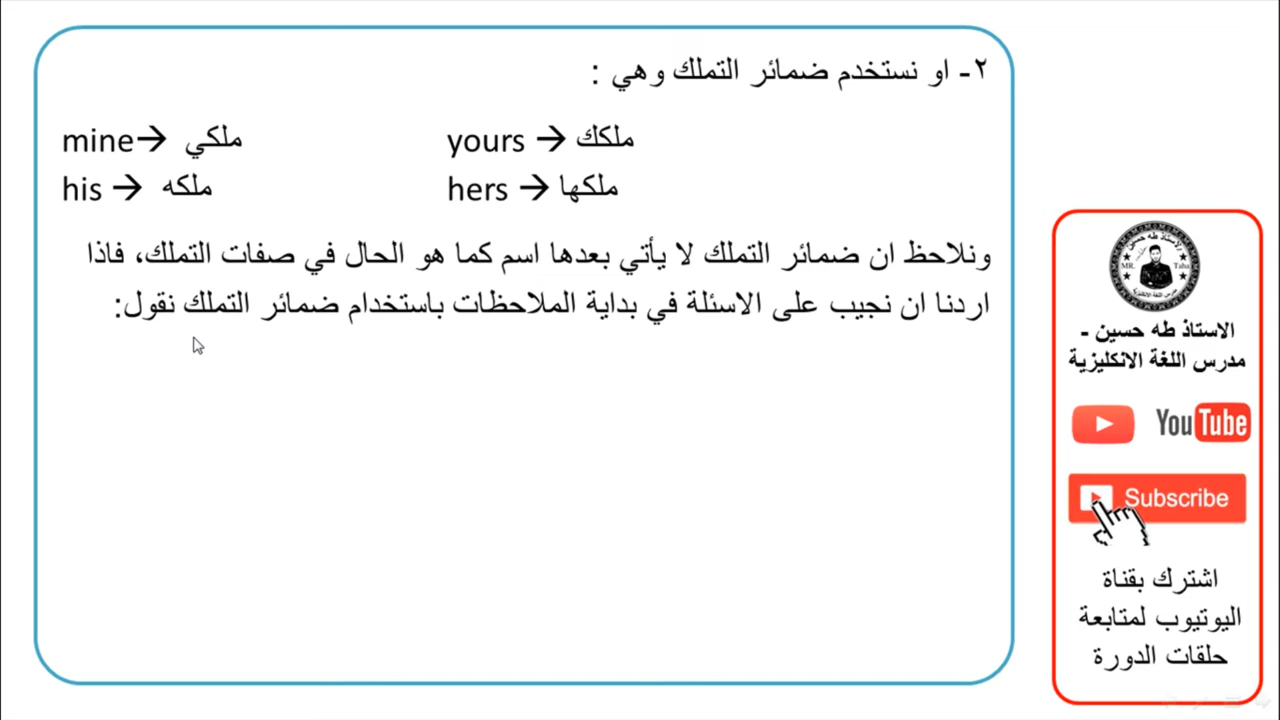 ٢- او نستخدم ضمائر التملك وهي :
mine→ ملكي
yours → ملكك
his → ملكه
hers → ملكها
ونلاحظ ان ضمائر التملك لا يأتي بعدها اسم كما هو الحال في صفات التملك، فاذا
اردنا ان نجيب على الاسئلة في بداية الملاحظات باستخدام ضمائر التملك نقول:
MR. Taha
الاستاذ طه حسين -
مدرس اللغة الانكليزية
YouTube
Subscribe
اشترك بقناة
اليوتيوب لمتابعة
حلقات الدورة